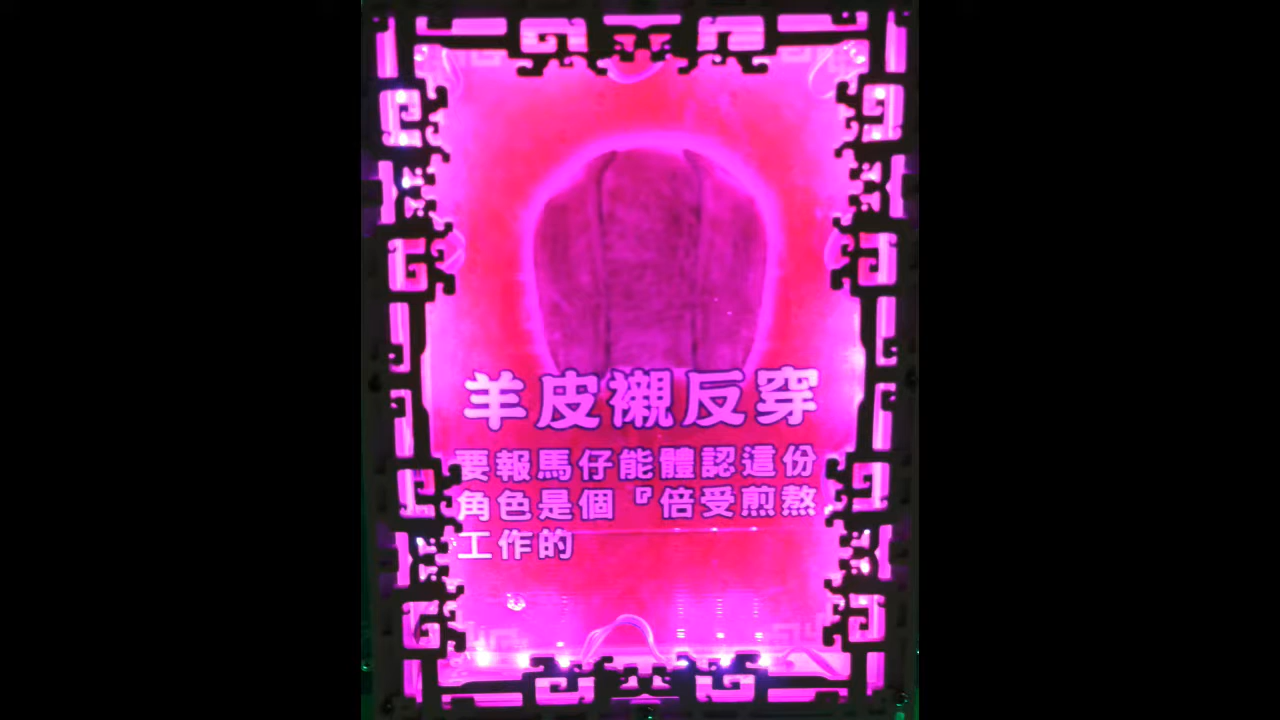 羊皮襯反穿
要報馬仔能體認這份
角色是個『倍受煎熬
工作的